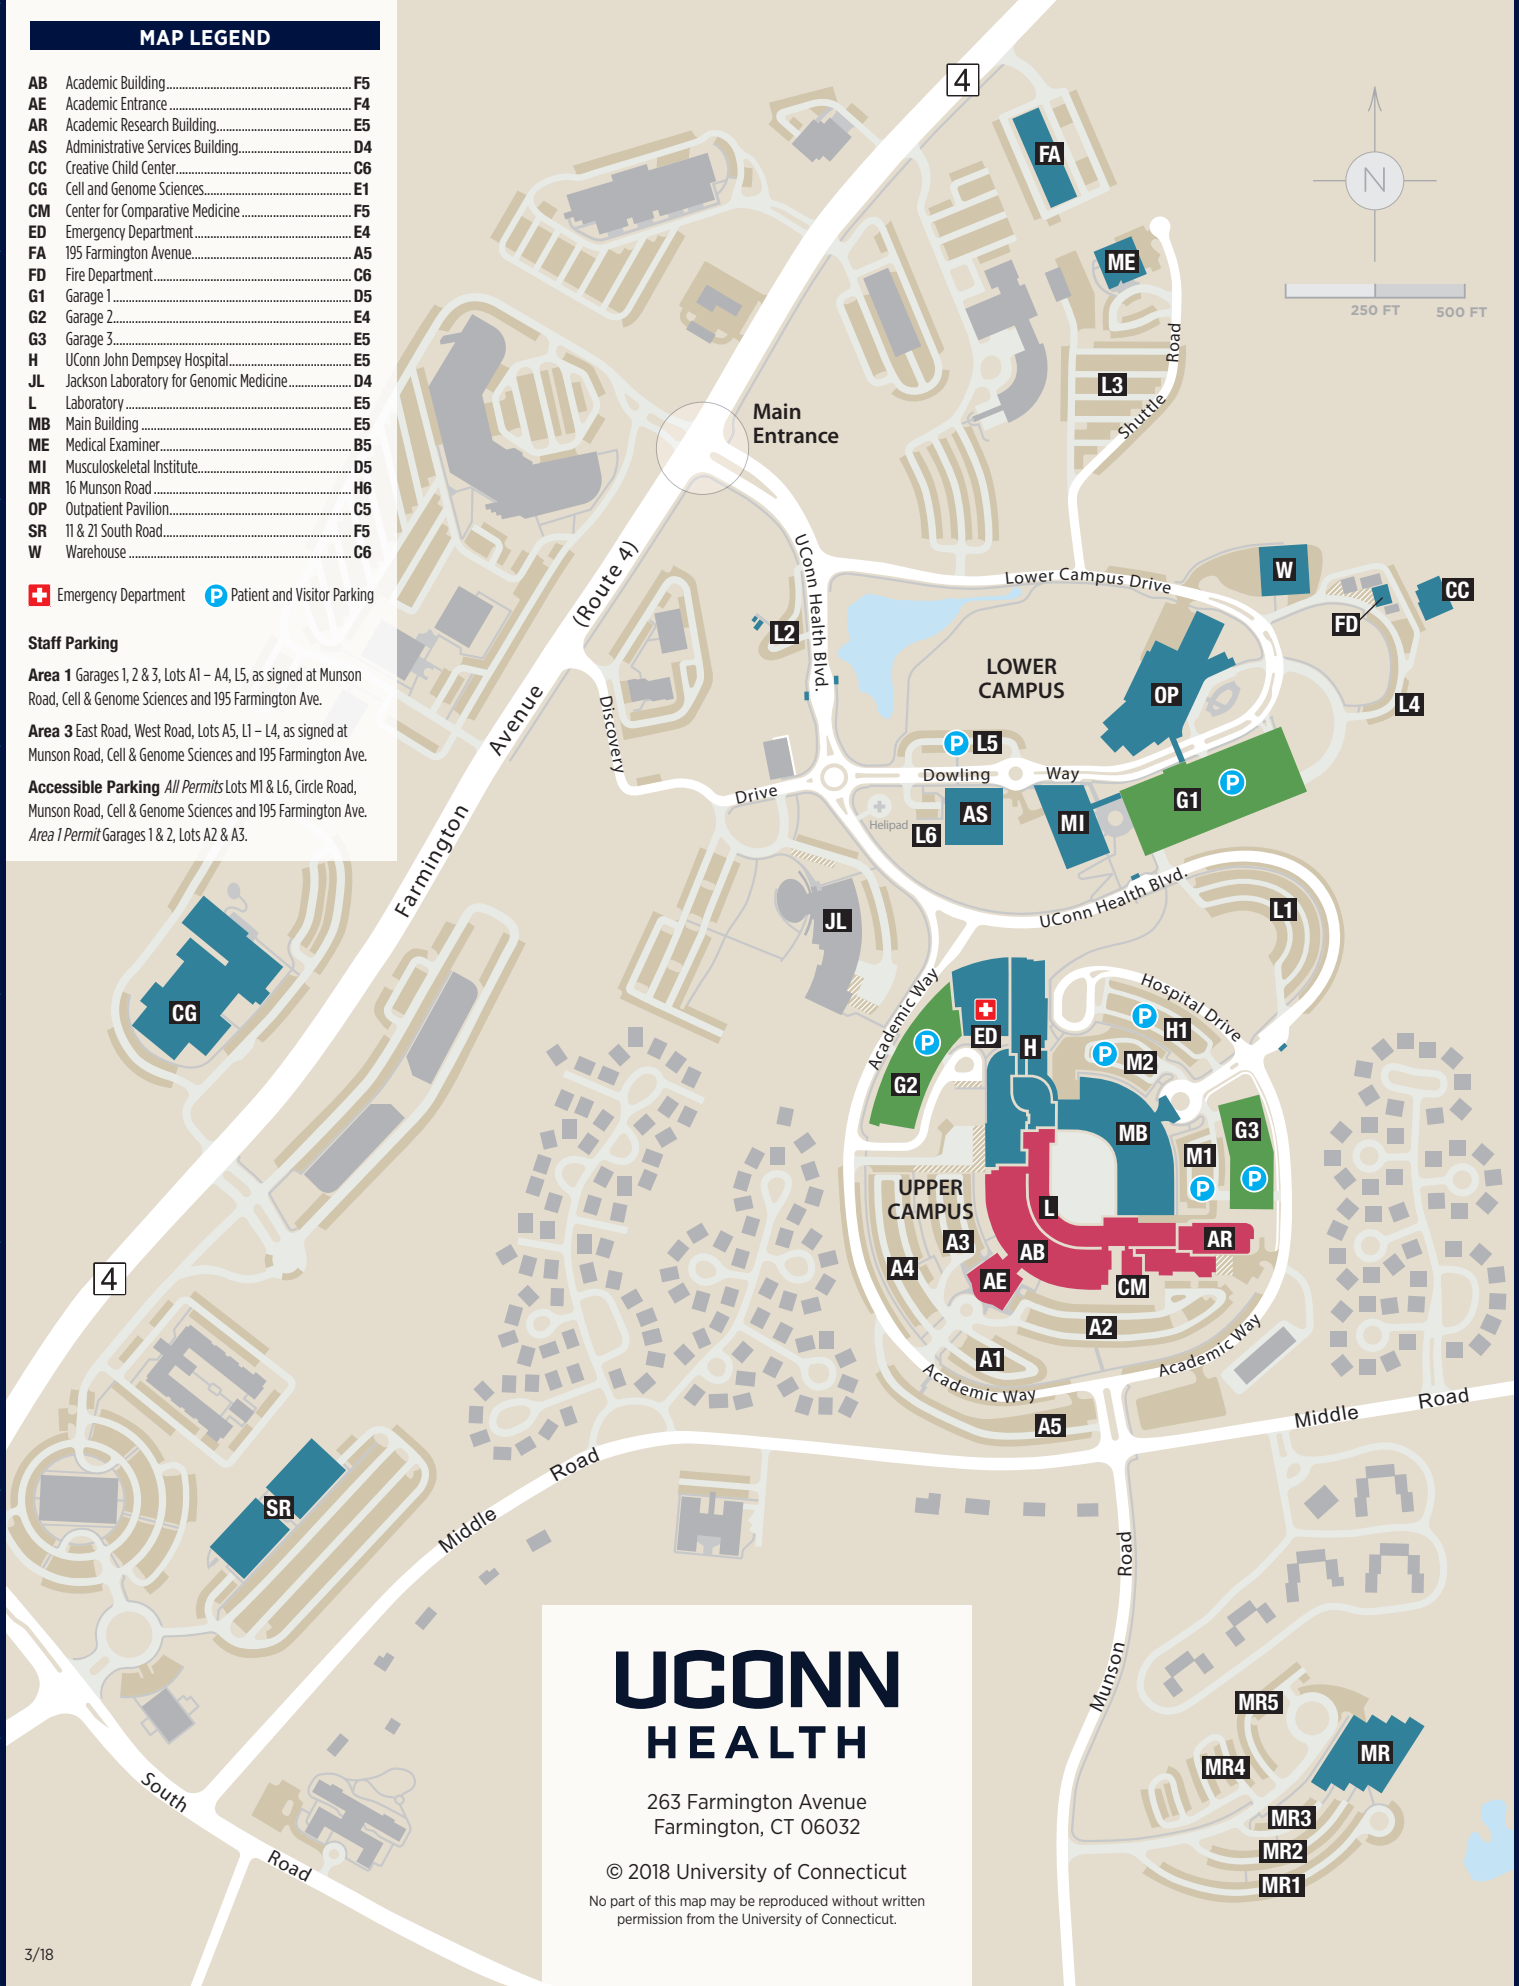 MAP LEGEND
AB Academic Building F5
AE Academic Entrance F4
AR Academic Research Building E5
AS Administrative Services Building D4
CC Creative Child Center C6
CG Cell and Genome Sciences E1
CM Center for Comparative Medicine F5
ED Emergency Department E4
FA 195 Farmington Avenue A5
FD Fire Department C6
G1 Garage 1 D5
G2 Garage 2 E4
G3 Garage 3 E5
H UConn John Dempsey Hospital E5
JL Jackson Laboratory for Genomic Medicine D4
L Laboratory E5
MB Main Building E5
ME Medical Examiner B5
MI Musculoskeletal Institute D5
MR 16 Munson Road H6
OP Outpatient Pavilion C5
SR 11 & 21 South Road F5
W Warehouse C6
Emergency Department P Patient and Visitor Parking
Staff Parking
Area 1 Garages 1, 2 & 3, Lots A1 – A4, L5, as signed at Munson
Road, Cell & Genome Sciences and 195 Farmington Ave.
Area 3 East Road, West Road, Lots A5, L1 – L4, as signed at
Munson Road, Cell & Genome Sciences and 195 Farmington Ave.
Accessible Parking All Permits Lots M1 & L6, Circle Road,
Munson Road, Cell & Genome Sciences and 195 Farmington Ave.
Area 1 Permit Garages 1 & 2, Lots A2 & A3.
4
FA
N
250 FT 500 FT
ME
Road
L3
Shuttle
Main
Entrance
(Route 4)
Avenue
Farmington
UConn Health Blvd.
Lower Campus Drive
W
CC
FD
L2
LOWER
CAMPUS
OP
L4
Discovery
Drive
P L5
Dowling Way
P
G1
AS
MI
Helipad
L6
UConn Health Blvd.
L1
JL
CG
Academic Way
Hospital Drive
ED
H
P
G2
P H1
P M2
MB
G3
M1
P
P
UPPER
CAMPUS
L
A3
AB
AR
A4
AE
CM
A2
A1
Academic Way
Academic Way
A5
4
Middle Road
Middle Road
SR
Road
Munson
MR5
MR
MR4
MR3
MR2
MR1
South
Road
UCONN
HEALTH
263 Farmington Avenue
Farmington, CT 06032
© 2018 University of Connecticut
No part of this map may be reproduced without written
permission from the University of Connecticut.
3/18